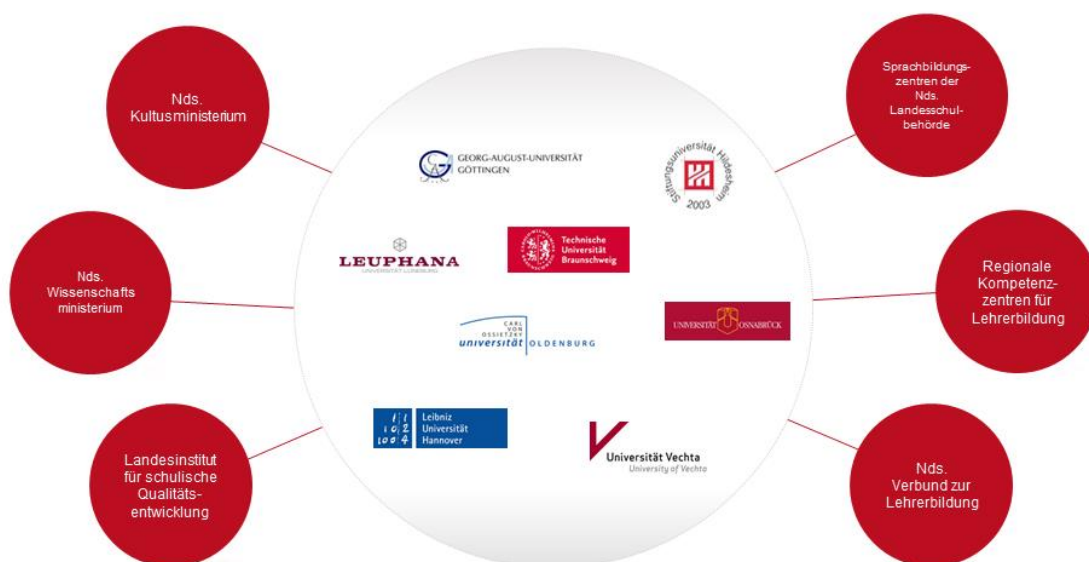 Nds.
Kultusministerium
Nds.
Wissenschafts
ministerium
Landesinstitut
für schulische
Qualitäts-
entwicklung
GEORG-AUGUST-UNIVERSITÄT
GÖTTINGEN
Stiftungsuniversität Hildesheim
2003
LEUPHANA
UNIVERSITÄT LÜNEBURG
Technische
Universität
Braunschweig
CARL
VON
OSSIETZKY
universität OLDENBURG
UNIVERSITÄT OSNABRÜCK
Leibniz
Universität
Hannover
Universität Vechta
University of Vechta
Sprachbildungs-
zentren der
Nds.
Landesschul-
behörde
Regionale
Kompetenz-
zentren für
Lehrerbildung
Nds.
Verbund zur
Lehrerbildung